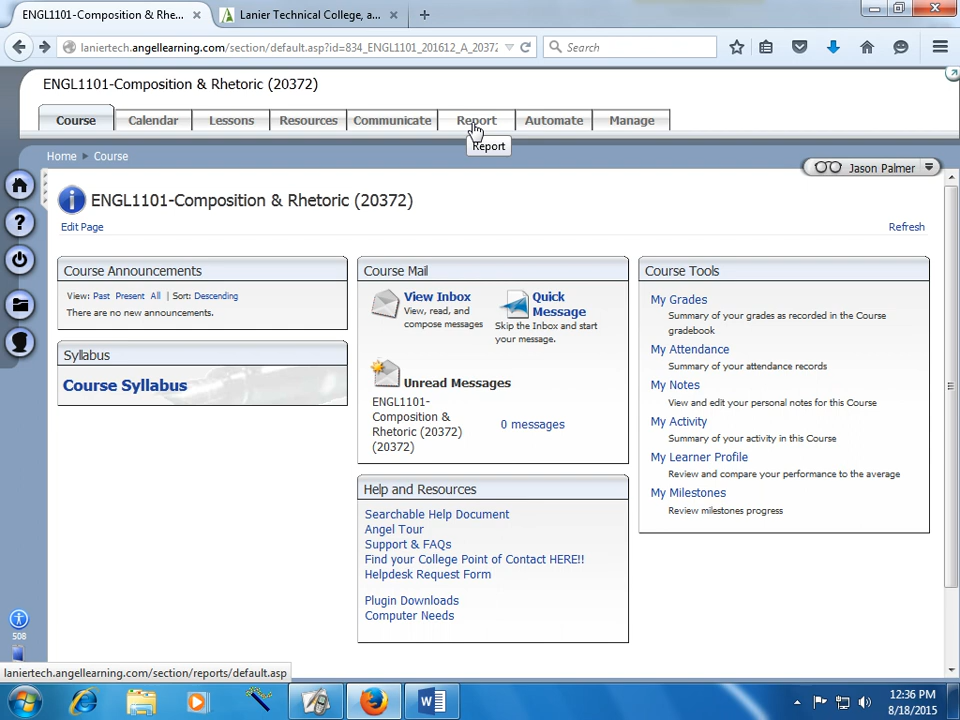 ENGL1101-Composition & Rhe...
Lanier Technical College, a...
laniertech.angellearning.com/section/default.asp?id=834_ENGL1101_201612_A_2037
Search
ENGL1101-Composition & Rhetoric (20372)
Course
Calendar
Lessons
Resources
Communicate
Report
Automate
Manage
Report
Home
Course
Jason Palmer
ENGL1101-Composition & Rhetoric (20372)
Edit Page
Refresh
Course Announcements
View: Past Present All | Sort: Descending
There are no new announcements.
Syllabus
Course Syllabus
Course Mail
View Inbox
View, read, and
compose messages
Quick
Message
Skip the Inbox and start
your message.
Unread Messages
ENGL1101-
Composition &
Rhetoric (20372)
(20372)
0 messages
Help and Resources
Searchable Help Document
Angel Tour
Support & FAQs
Find your College Point of Contact HERE!!
Helpdesk Request Form
Plugin Downloads
Computer Needs
Course Tools
My Grades
Summary of your grades as recorded in the Course
gradebook
My Attendance
Summary of your attendance records
My Notes
View and edit your personal notes for this Course
My Activity
Summary of your activity in this Course
My Learner Profile
Review and compare your performance to the average
My Milestones
Review milestones progress
508
laniertech.angellearning.com/section/reports/default.asp
12:36 PM
8/18/2015